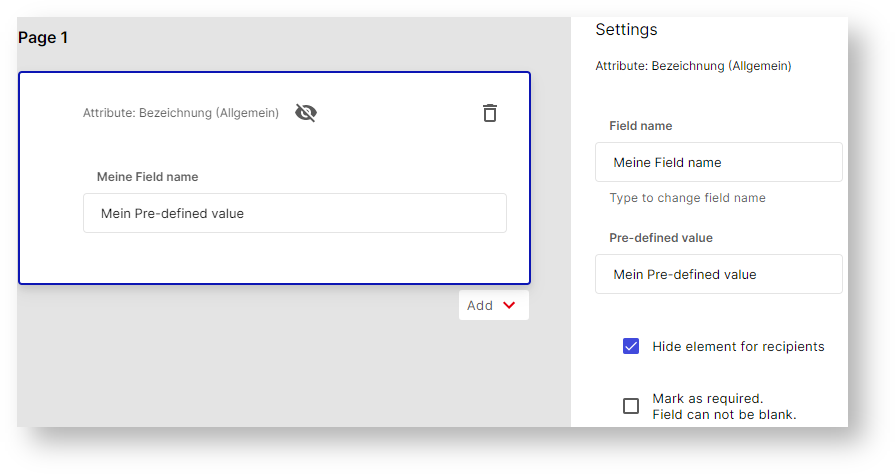 Page 1
Attribute: Bezeichnung (Allgemein)
Meine Field name
Mein Pre-defined value
Add
Settings
Attribute: Bezeichnung (Allgemein)
Field name
Meine Field name
Type to change field name
Pre-defined value
Mein Pre-defined value
Hide element for recipients
Mark as required.
Field can not be blank.